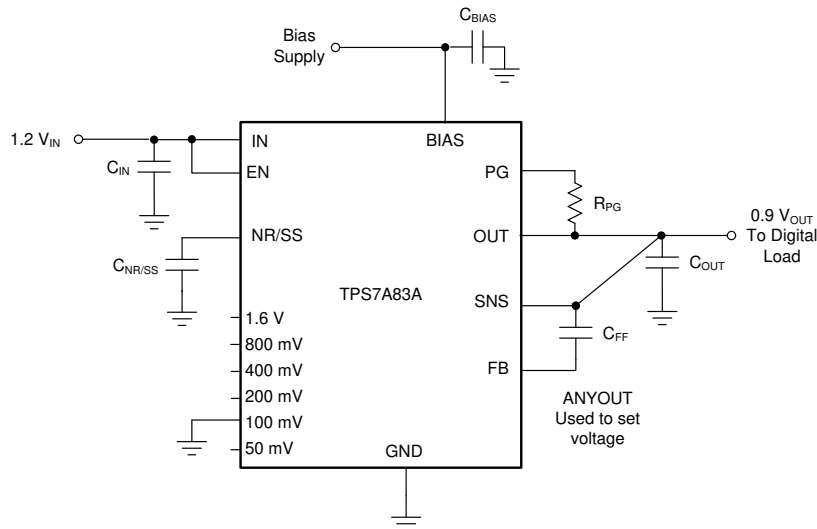 C_BIAS
Bias
Supply
1.2 V_IN
IN
BIAS
C_IN
EN
PG
R_PG
0.9 V_OUT
To Digital
Load
NR/SS
OUT
C_NR/SS
C_OUT
TPS7A83A
SNS
1.6 V
800 mV
C_FF
400 mV
FB
200 mV
ANYOUT
Used to set
voltage
100 mV
50 mV
GND